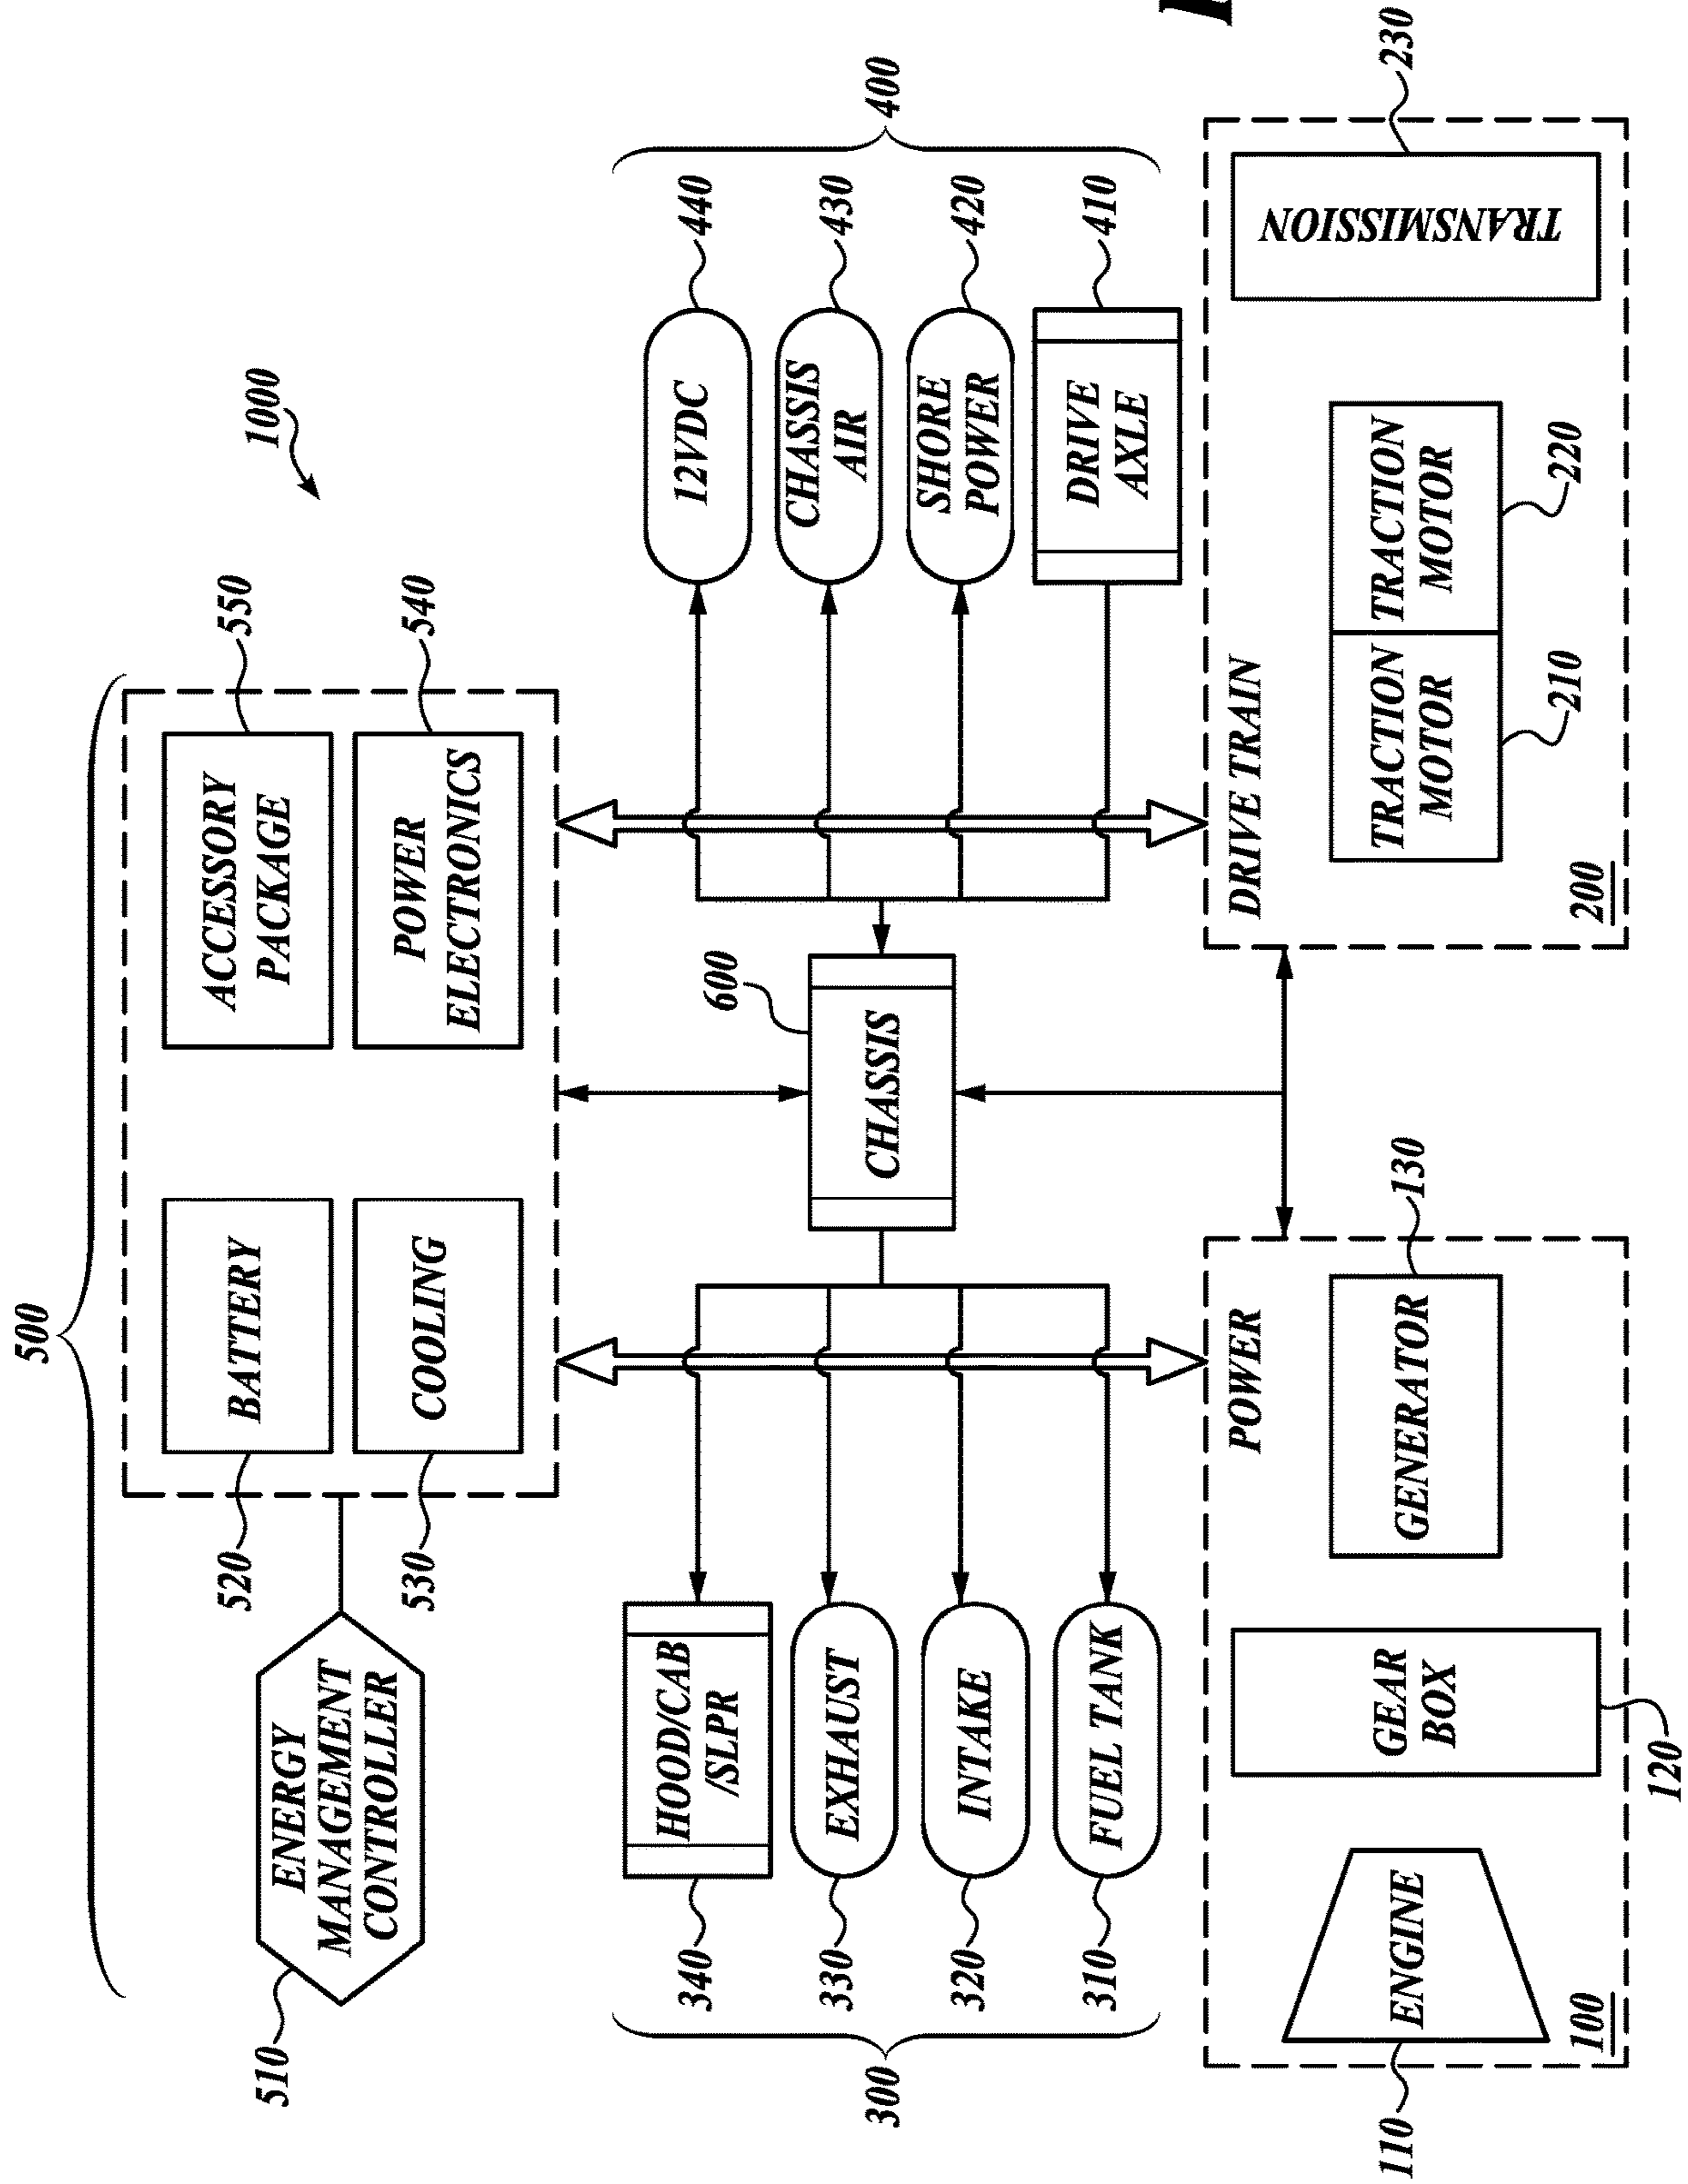 500
1000
510
ENERGY
MANAGEMENT
CONTROLLER
520
BATTERY
ACCESSORY
PACKAGE
550
530
COOLING
POWER
ELECTRONICS
540
300
400
340
HOOD/CAB
/SLPR
12VDC
440
330
EXHAUST
600
CHASSIS
CHASSIS
AIR
430
320
INTAKE
SHORE
POWER
420
310
FUEL TANK
DRIVE
AXLE
410
POWER
DRIVE TRAIN
110
ENGINE
GEAR
BOX
GENERATOR
130
TRACTION
MOTOR
TRACTION
MOTOR
TRANSMISSION
230
100
120
200
210
220